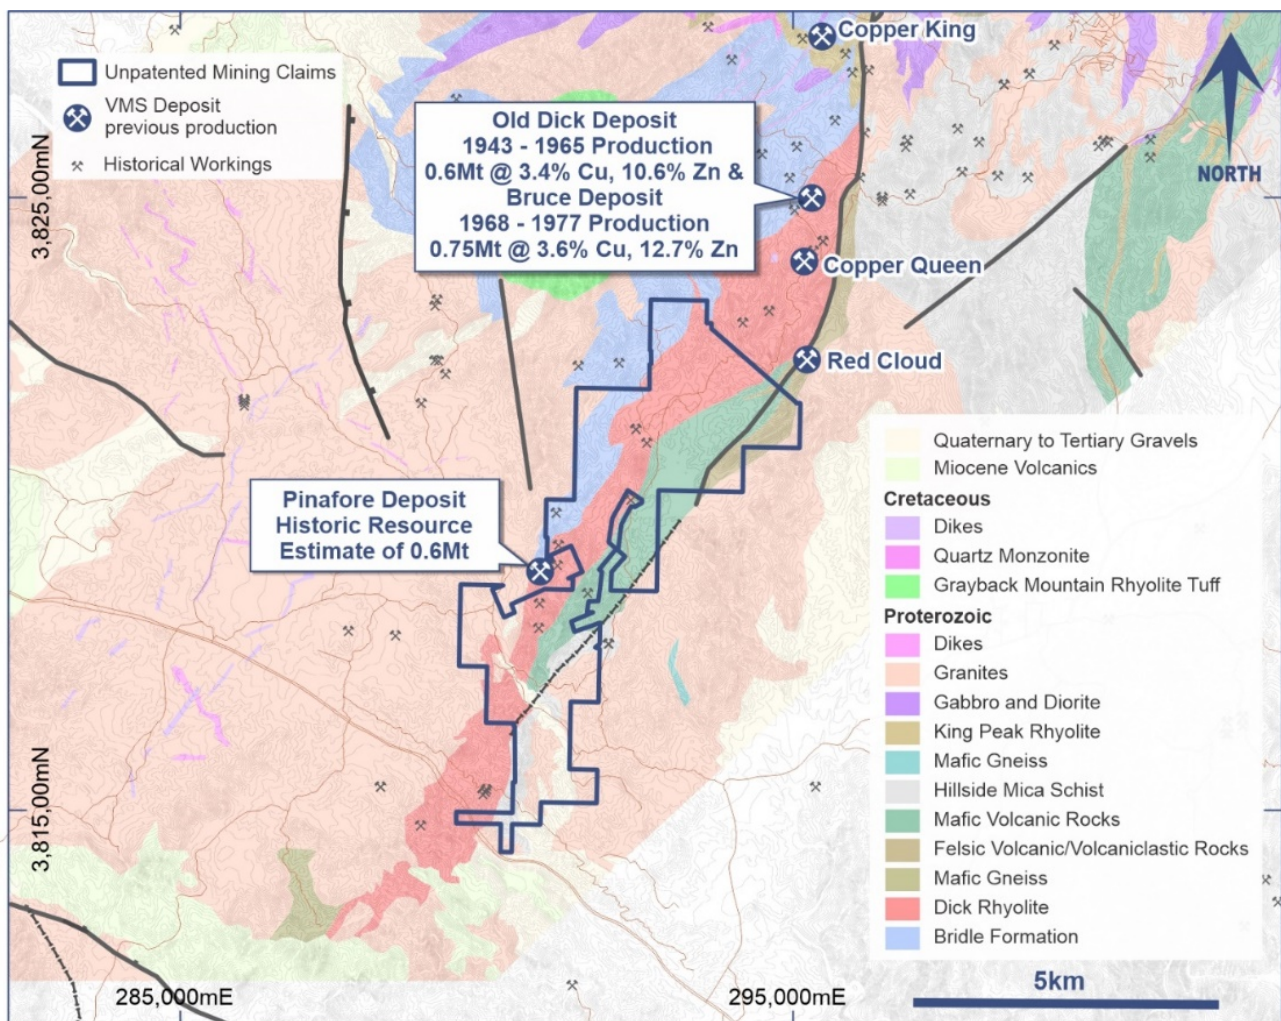 Copper King
Unpatented Mining Claims
VMS Deposit
previous production
Historical Workings
Old Dick Deposit
1943 - 1965 Production
0.6Mt @ 3.4% Cu, 10.6% Zn &
Bruce Deposit
1968 - 1977 Production
0.75Mt @ 3.6% Cu, 12.7% Zn
NORTH
3,825,00mN
Copper Queen
Red Cloud
Pinafore Deposit
Historic Resource
Estimate of 0.6Mt
Quaternary to Tertiary Gravels
Miocene Volcanics
Cretaceous
Dikes
Quartz Monzonite
Grayback Mountain Rhyolite Tuff
Proterozoic
Dikes
Granites
Gabbro and Diorite
King Peak Rhyolite
Mafic Gneiss
Hillside Mica Schist
Mafic Volcanic Rocks
Felsic Volcanic/Volcaniclastic Rocks
Mafic Gneiss
Dick Rhyolite
Bridle Formation
3,815,00mN
285,000mE
295,000mE
5km